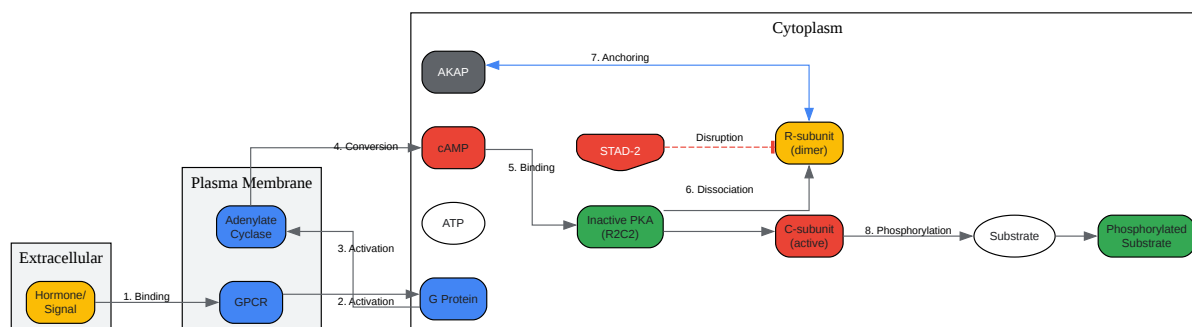 Cytoplasm
7. Anchoring
AKAP
4. Conversion
cAMP
5. Binding
STAD-2
Disruption
R-subunit
(dimer)
Plasma Membrane
Adenylate
Cyclase
3. Activation
ATP
Inactive PKA
(R2C2)
6. Dissociation
C-subunit
(active)
8. Phosphorylation
Substrate
Phosphorylated
Substrate
Extracellular
Hormone/
Signal
1. Binding
GPCR
2. Activation
G Protein